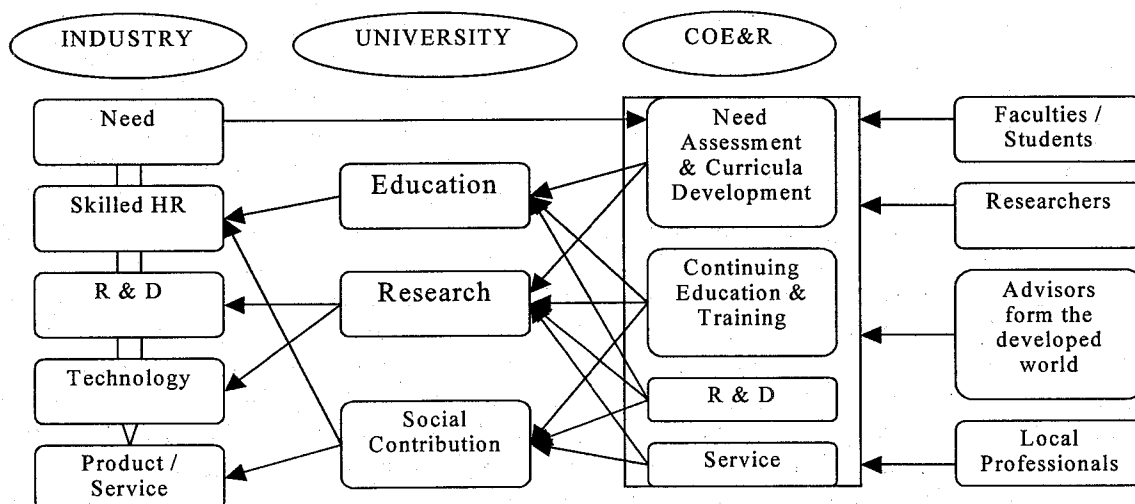 INDUSTRY
UNIVERSITY
COE&R
Need
Skilled HR
R & D
Technology
Product /
Service
Education
Research
Social
Contribution
Need
Assessment
& Curricula
Development
Continuing
Education &
Training
R & D
Service
Faculties /
Students
Researchers
Advisors
form the
developed
world
Local
Professionals